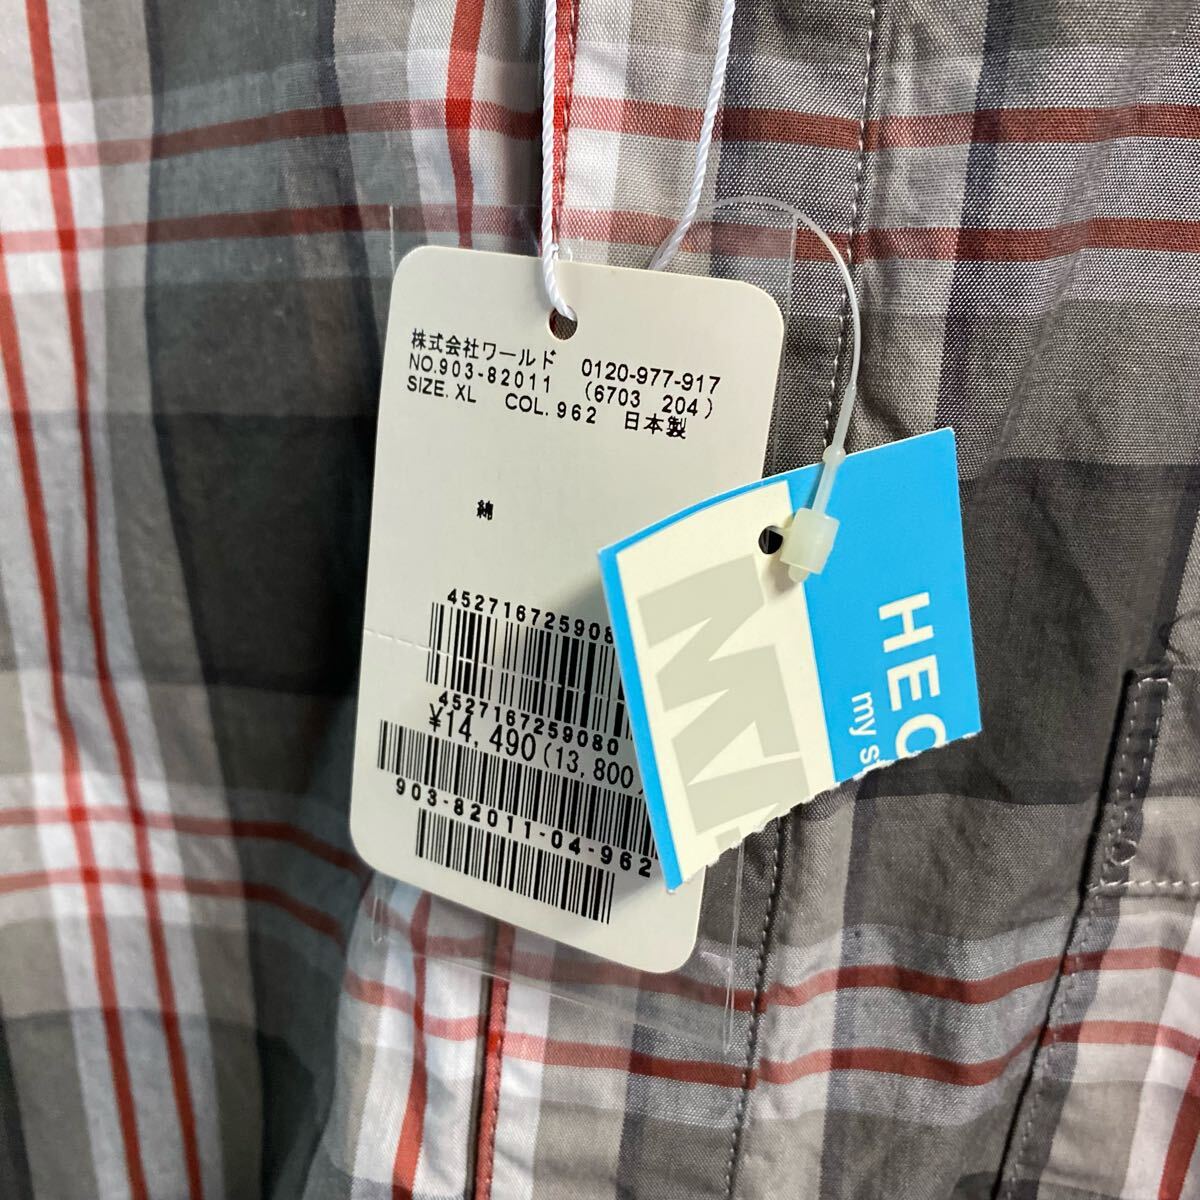 株式会社ワールド 0120-977-917
NO.903-82011 (6703 204)
SIZE. XL COL. 962 日本製
綿
452716725908
4527167259080
¥14,490(13,800
903-82011-04-962
HEC
my s